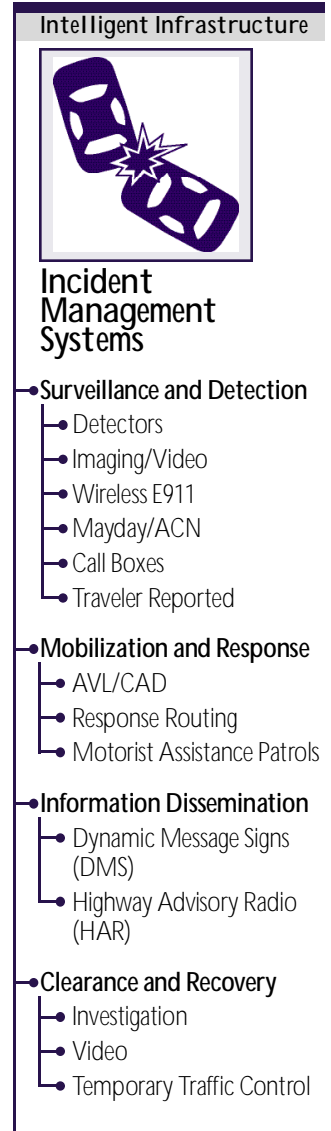 Intelligent Infrastructure
Incident
Management
Systems
Surveillance and Detection
Detectors
Imaging/Video
Wireless E911
Mayday/ACN
Call Boxes
Traveler Reported
Mobilization and Response
AVL/CAD
Response Routing
Motorist Assistance Patrols
Information Dissemination
Dynamic Message Signs
(DMS)
Highway Advisory Radio
(HAR)
Clearance and Recovery
Investigation
Video
Temporary Traffic Control